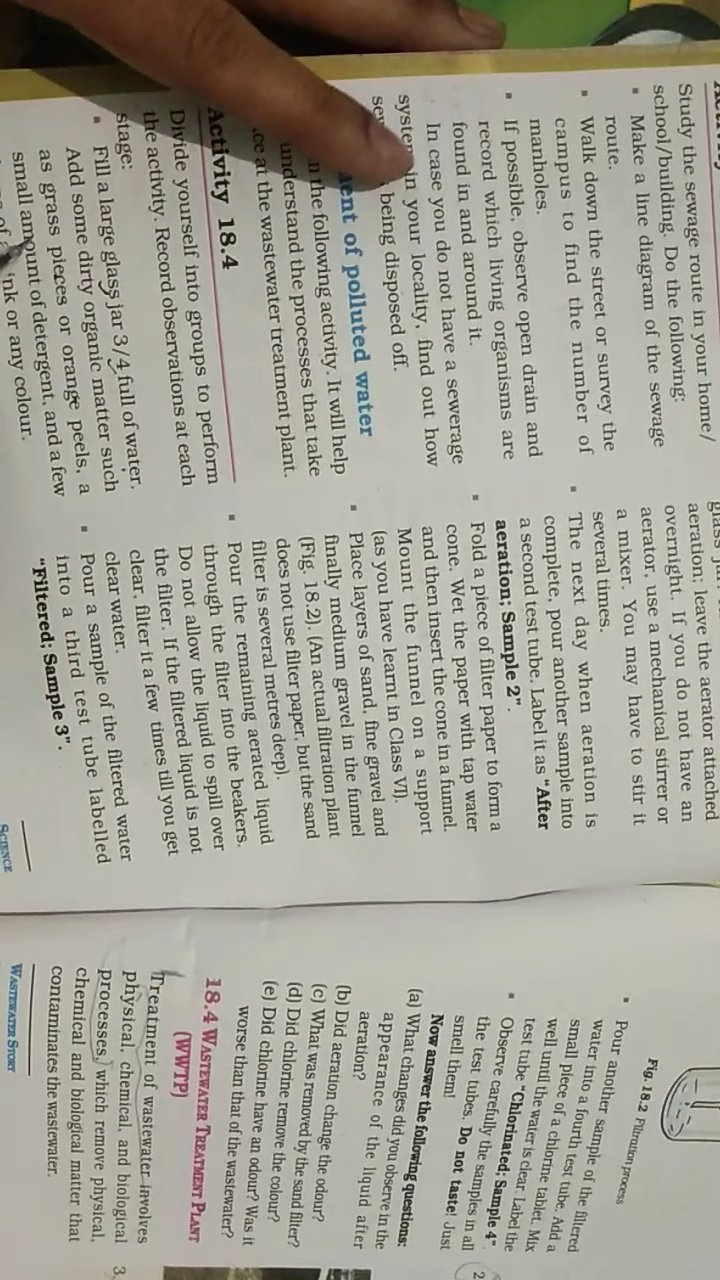 Study the sewage route in your home/
school/building. Do the following:
▪ Make a line diagram of the sewage
route.
▪ Walk down the street or survey the
campus to find the number of
manholes.
▪ If possible, observe open drain and
record which living organisms are
found in and around it.
In case you do not have a sewerage
system in your locality, find out how
being disposed off.
of polluted water
the following activity. It will help
understand the processes that take
at the wastewater treatment plant.
Activity 18.4
Divide yourself into groups to perform
the activity. Record observations at each
stage:
▪ Fill a large glass jar 3/4 full of water.
Add some dirty organic matter such
as grass pieces or orange peels, a
small amount of detergent, and a few
ink or any colour.
aeration; leave the aerator attached
overnight. If you do not have an
aerator, use a mechanical stirrer or
a mixer. You may have to stir it
several times.
▪ The next day when aeration is
complete, pour another sample into
a second test tube. Label it as "After
aeration; Sample 2".
▪ Fold a piece of filter paper to form a
cone. Wet the paper with tap water
and then insert the cone in a funnel.
Mount the funnel on a support
(as you have learnt in Class VI).
▪ Place layers of sand, fine gravel and
finally medium gravel in the funnel
(Fig. 18.2). (An actual filtration plant
does not use filter paper, but the sand
filter is several metres deep).
▪ Pour the remaining aerated liquid
through the filter into the beakers.
Do not allow the liquid to spill over
the filter. If the filtered liquid is not
clear, filter it a few times till you get
clear water.
▪ Pour a sample of the filtered water
into a third test tube labelled
"Filtered; Sample 3".
SCIENCE
Fig. 18.2 Filtration process
▪ Pour another sample of the filtered
water into a fourth test tube. Add a
small piece of a chlorine tablet. Mix
well until the water is clear. Label the
test tube "Chlorinated; Sample 4".
▪ Observe carefully the samples in all
the test tubes. Do not taste! Just
smell them!
Now answer the following questions:
(a) What changes did you observe in the
appearance of the liquid after
aeration?
(b) Did aeration change the odour?
(c) What was removed by the sand filter?
(d) Did chlorine remove the colour?
(e) Did chlorine have an odour? Was it
worse than that of the wastewater?
18.4 WASTEWATER TREATMENT PLANT
(WWTP)
Treatment of wastewater involves
physical, chemical, and biological
processes, which remove physical,
chemical and biological matter that
contaminates the wastewater.
WASTEWATER STORY
2
3.